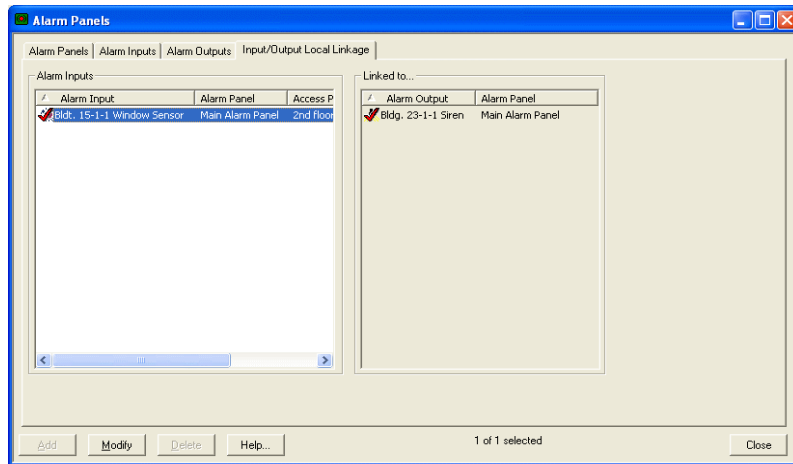 Alarm Panels
Alarm Panels Alarm Inputs Alarm Outputs Input/Output Local Linkage
Alarm Inputs Linked to...
Alarm Input Alarm Panel Access P Alarm Output Alarm Panel
Bldt. 15-1-1 Window Sensor Main Alarm Panel 2nd floor Bldg. 23-1-1 Siren Main Alarm Panel
Add Modify Delete Help... 1 of 1 selected Close